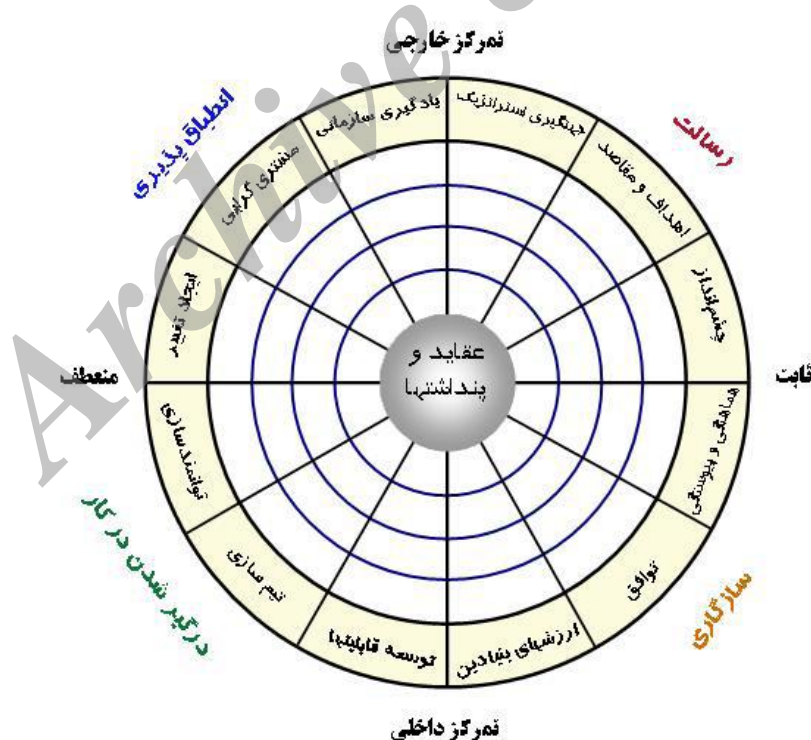 تمرکز خارجی
انطباق پذیری
رسالت
یادگیری سازمانی
جهتگیری استراتژیک
مشتری گرایی
اهداف و مقاصد
ایجاد تغییر
چشم‌انداز
منعطف
عقاید و
پنداشتها
ثابت
توانمندسازی
هماهنگی و پیوستگی
تیم سازی
توافق
توسعه قابلیتها
ارزشهای بنیادین
درگیر شدن در کار
سازگاری
تمرکز داخلی
Archive